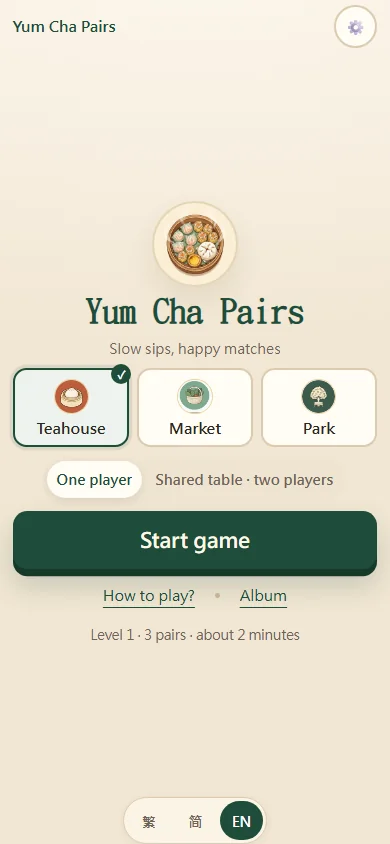 Yum Cha Pairs
Yum Cha Pairs
Slow sips, happy matches
Teahouse
Market
Park
One player
Shared table · two players
Start game
How to play?
Album
Level 1 · 3 pairs · about 2 minutes
繁 简 EN